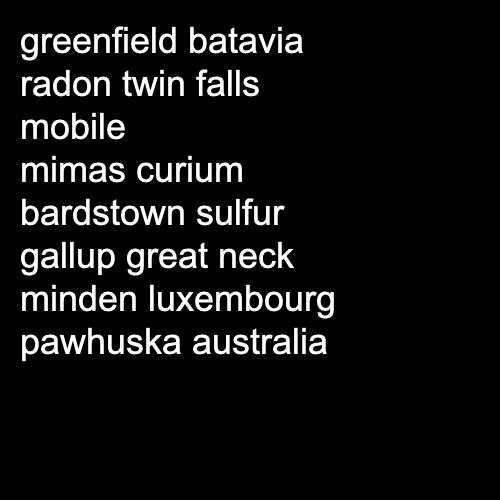 greenfield batavia
radon twin falls
mobile
mimas curium
bardstown sulfur
gallup great neck
minden luxembourg
pawhuska australia